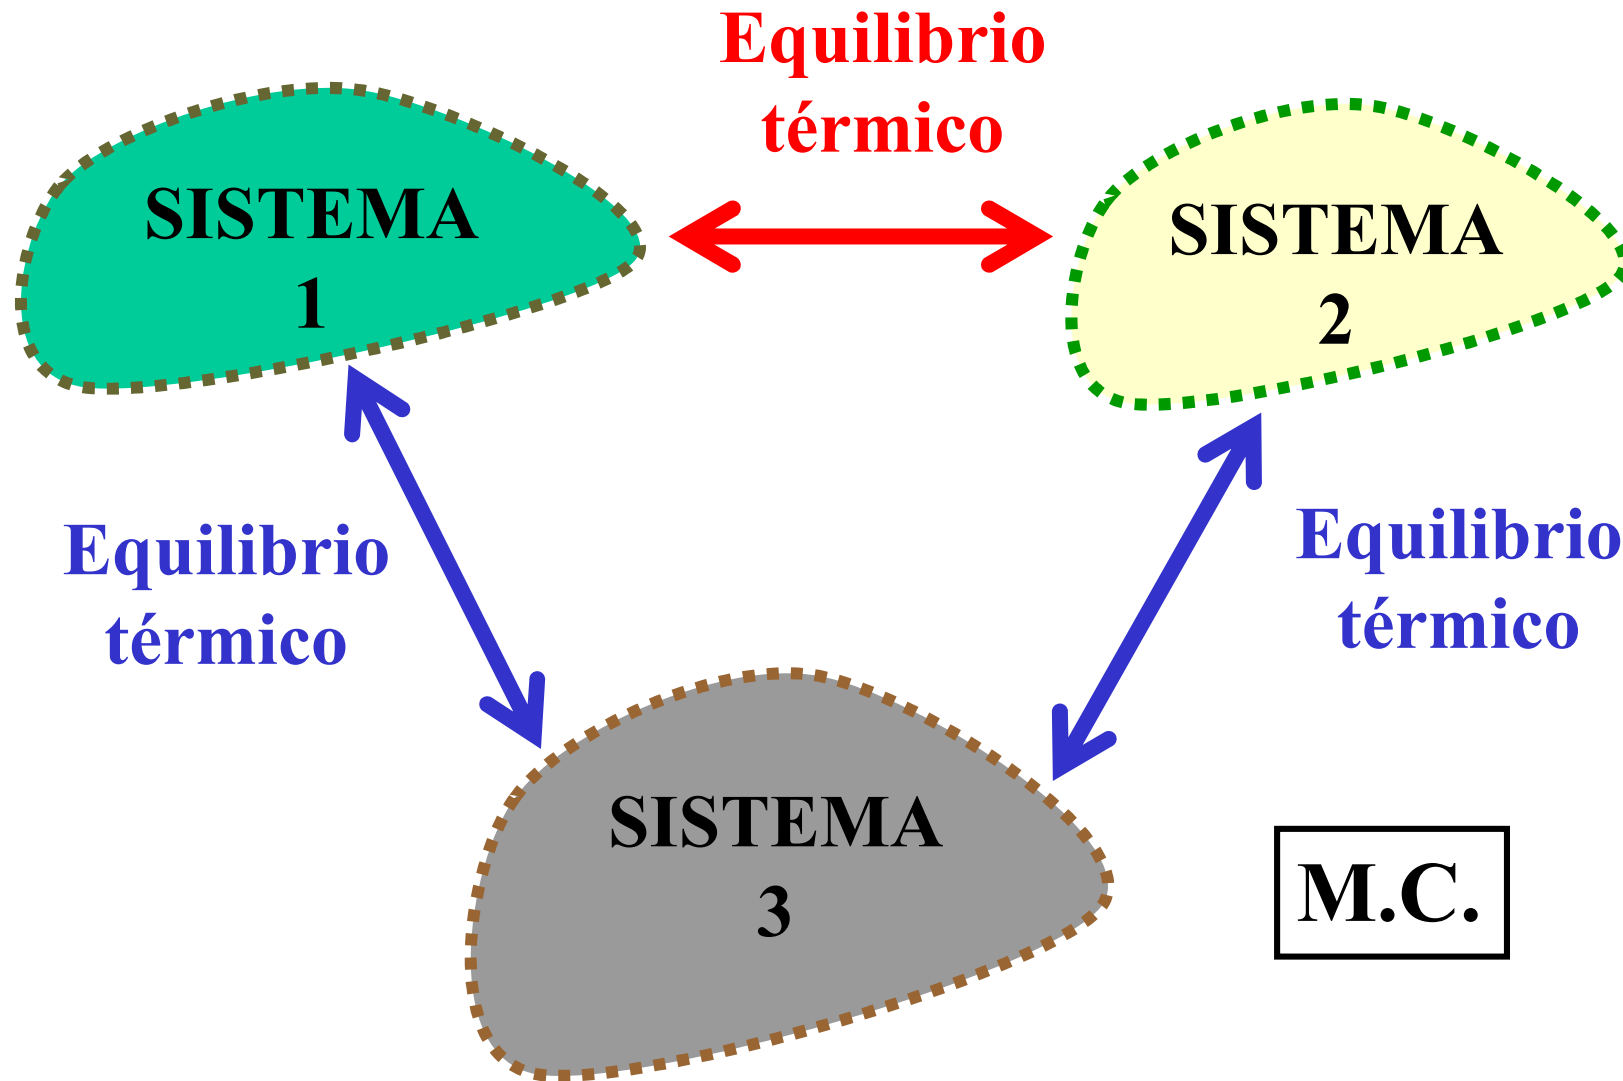 Equilibrio
térmico
SISTEMA
1
SISTEMA
2
Equilibrio
térmico
Equilibrio
térmico
SISTEMA
3
M.C.